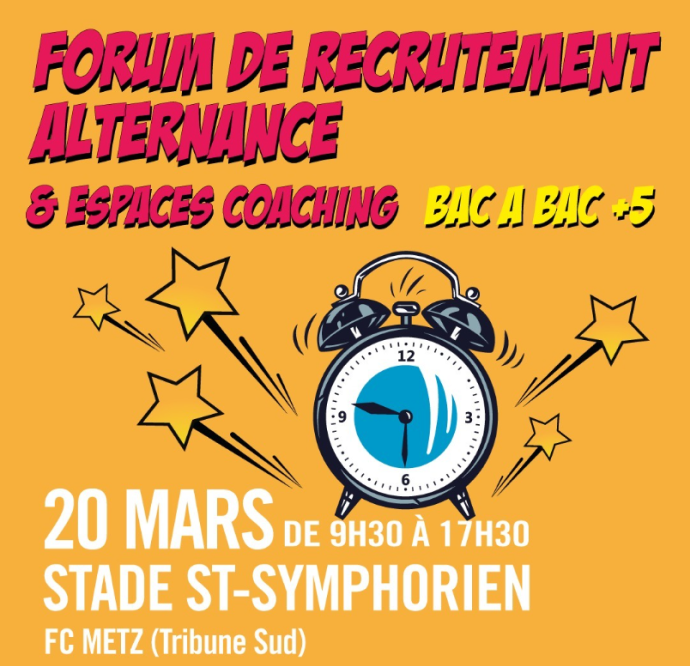 FORUM DE RECRUTEMENT
ALTERNANCE
& ESPACES COACHING BAC A BAC +5
12
9 3
6
20 MARS DE 9H30 À 17H30
STADE ST-SYMPHORIEN
FC METZ (Tribune Sud)